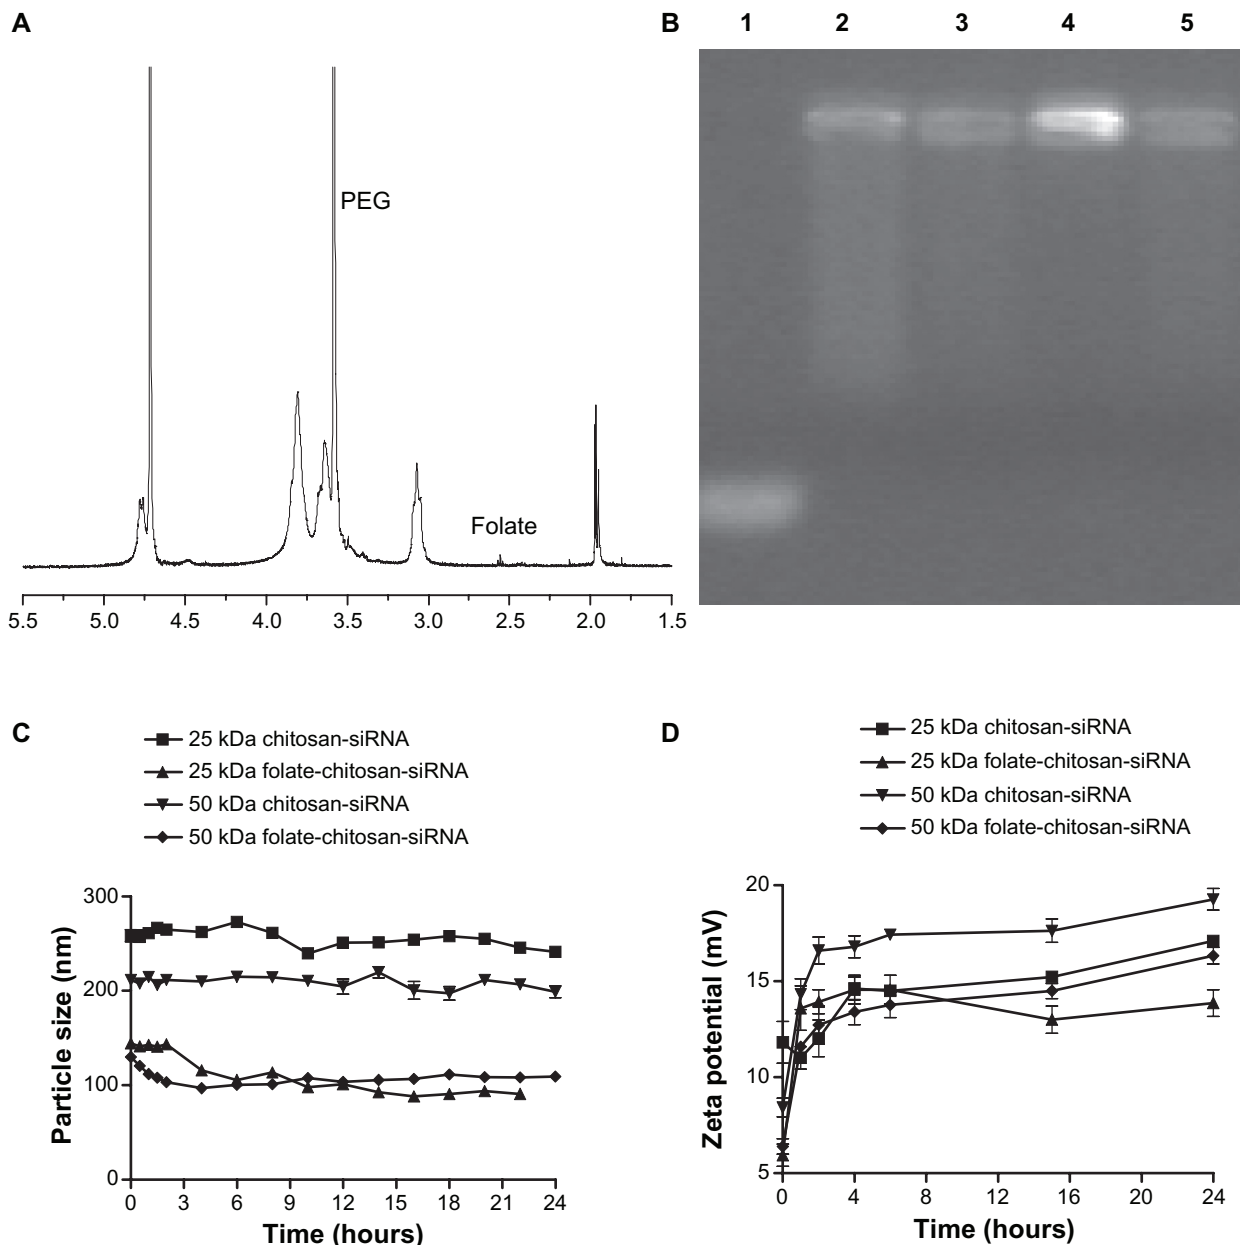 A
PEG
Folate
5.5 5.0 4.5 4.0 3.5 3.0 2.5 2.0 1.5
B 1 2 3 4 5
C
25 kDa chitosan-siRNA
25 kDa folate-chitosan-siRNA
50 kDa chitosan-siRNA
50 kDa folate-chitosan-siRNA
300
200
100
0
Particle size (nm)
0 3 6 9 12 15 18 21 24
Time (hours)
D
25 kDa chitosan-siRNA
25 kDa folate-chitosan-siRNA
50 kDa chitosan-siRNA
50 kDa folate-chitosan-siRNA
20
15
10
5
Zeta potential (mV)
0 4 8 12 16 20 24
Time (hours)